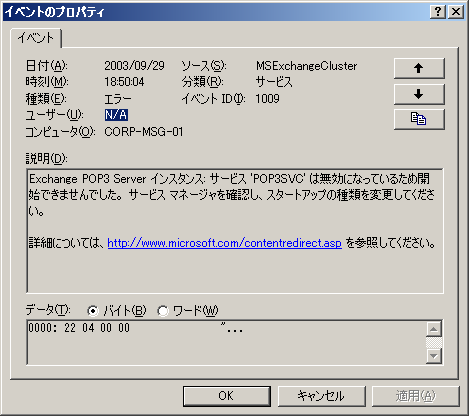 イベントのプロパティ
イベント
日付(A): 2003/09/29 ソース(S): MSExchangeCluster
時刻(M): 18:50:04 分類(R): サービス
種類(E): エラー イベント ID(I): 1009
ユーザー(U): N/A
コンピュータ(O): CORP-MSG-01
説明(D):
Exchange POP3 Server インスタンス: サービス 'POP3SVC' は無効になっているため開
始できませんでした。 サービス マネージャを確認し、スタートアップの種類を変更してくださ
い。
詳細については、http://www.microsoft.com/contentredirect.asp を参照してください。
データ(T): バイト(B) ワード(W)
0000: 22 04 00 00 "...
OK キャンセル 適用(A)